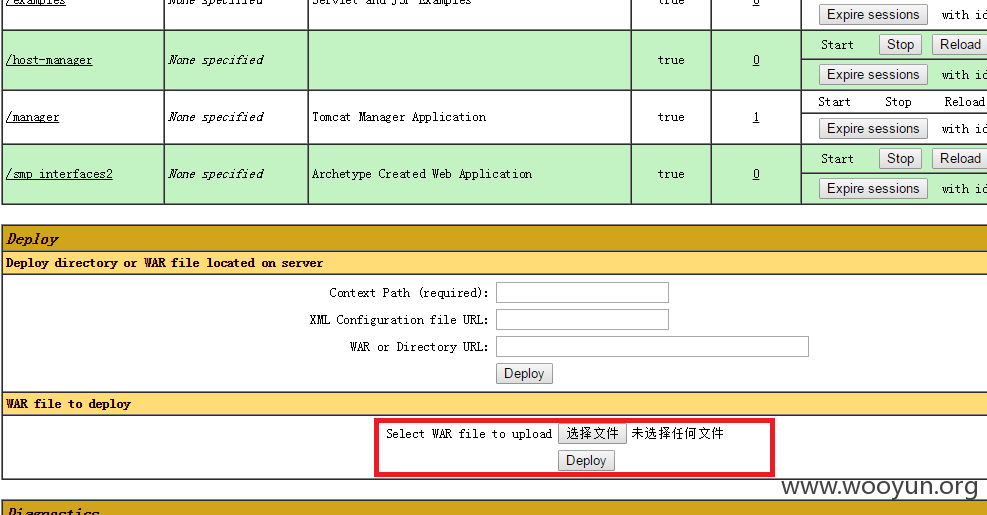 /examples None specified Servlet and JSP Examples true 0
Expire sessions with id
Start Stop Reload
/host-manager None specified true 0
Expire sessions with id
Start Stop Reload
/manager None specified Tomcat Manager Application true 1
Expire sessions with id
Start Stop Reload
/smp_interfaces2 None specified Archetype Created Web Application true 0
Expire sessions with id
Deploy
Deploy directory or WAR file located on server
Context Path (required):
XML Configuration file URL:
WAR or Directory URL:
Deploy
WAR file to deploy
Select WAR file to upload 选择文件 未选择任何文件
Deploy
www.wooyun.org
Diagnostics